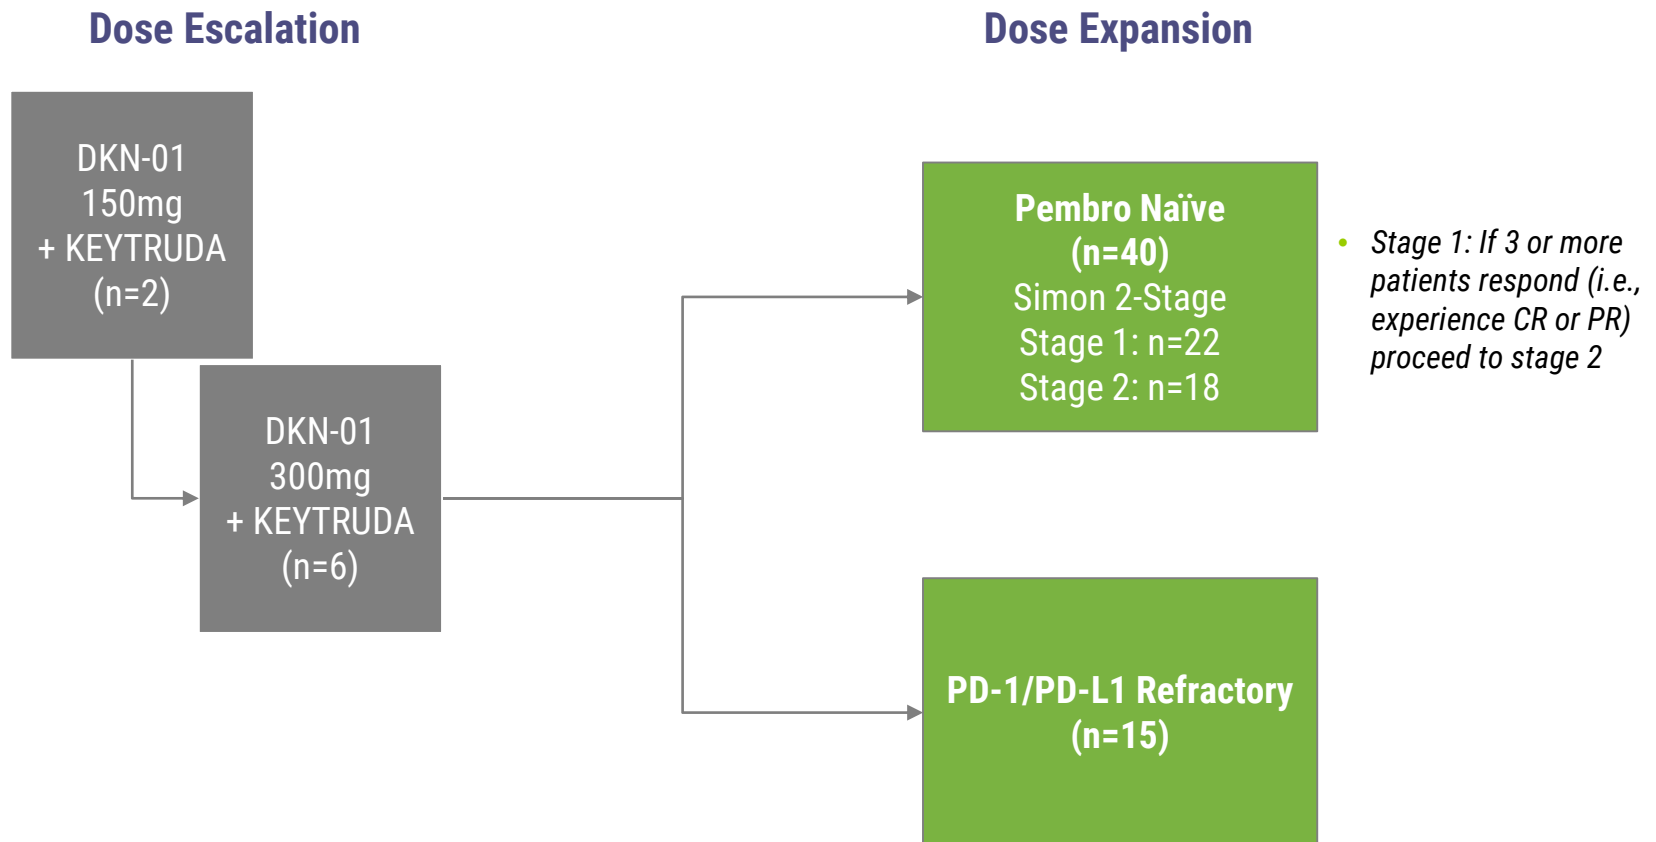 Dose Escalation
Dose Expansion
DKN-01
150mg
+ KEYTRUDA
(n=2)
DKN-01
300mg
+ KEYTRUDA
(n=6)
Pembro Naïve
(n=40)
Simon 2-Stage
Stage 1: n=22
Stage 2: n=18
• Stage 1: If 3 or more
patients respond (i.e.,
experience CR or PR)
proceed to stage 2
PD-1/PD-L1 Refractory
(n=15)